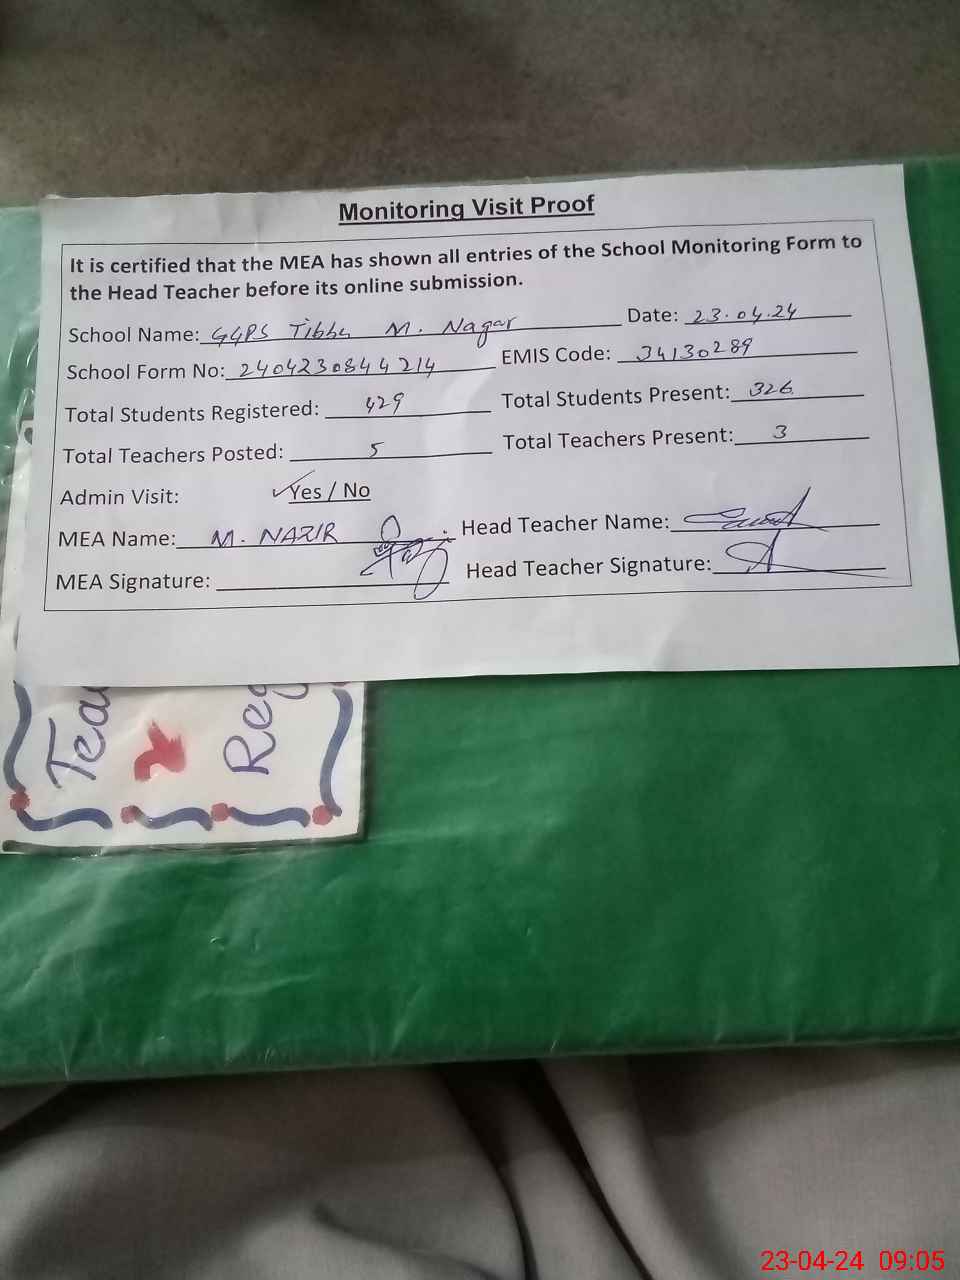 Monitoring Visit Proof
It is certified that the MEA has shown all entries of the School Monitoring Form to
the Head Teacher before its online submission.
School Name: GGPS Tibba M. Nagar Date: 23.04.24
School Form No: 2404230844214 EMIS Code: 34130289
Total Students Registered: 429 Total Students Present: 326
Total Teachers Posted: 5 Total Teachers Present: 3
Admin Visit: ✓Yes / No
MEA Name: M. NAZIR Head Teacher Name:
MEA Signature: Head Teacher Signature:
Tea
Reg
23-04-24 09:05